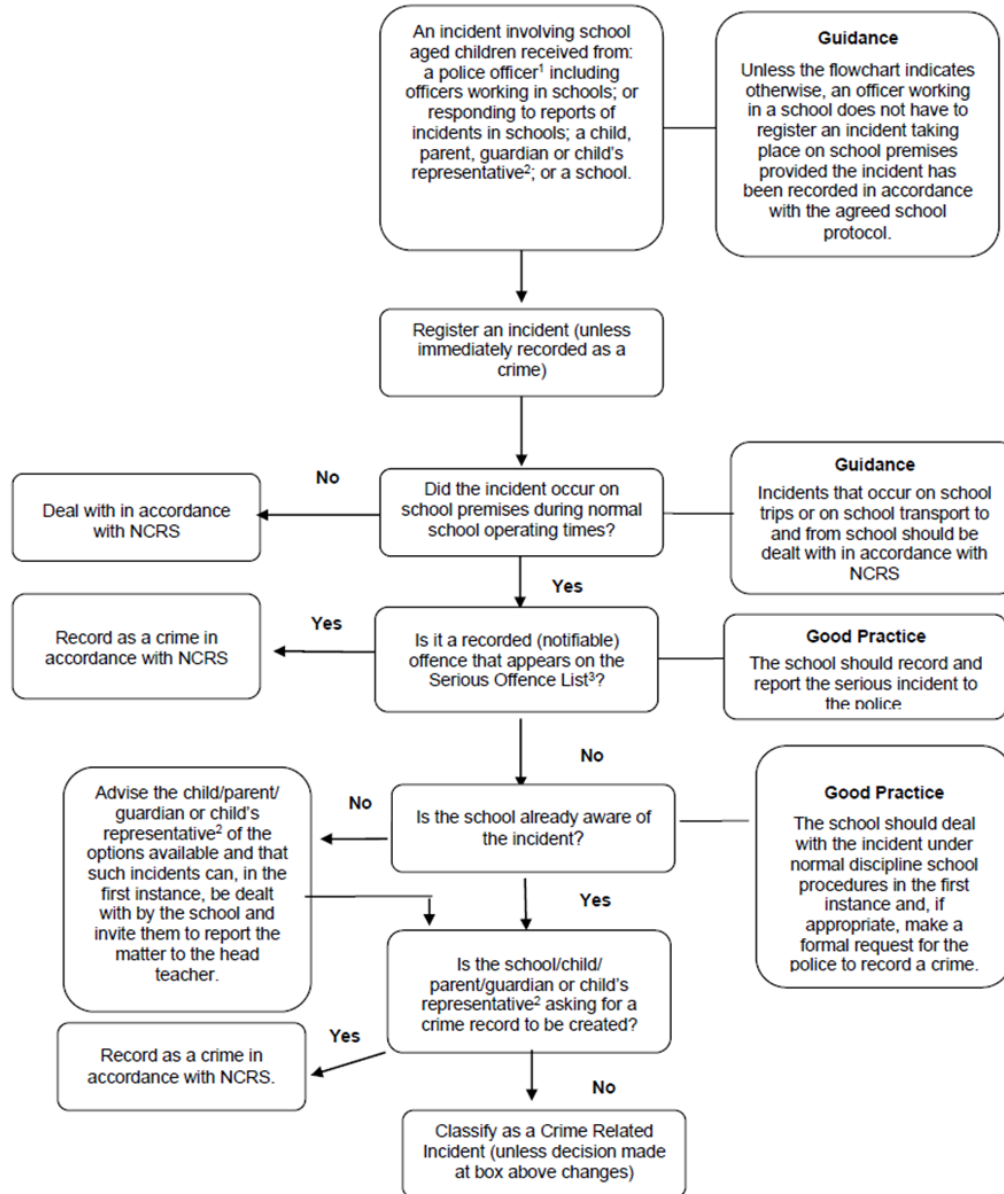 An incident involving school
aged children received from:
a police officer¹ including
officers working in schools; or
responding to reports of
incidents in schools; a child,
parent, guardian or child's
representative²; or a school.
Guidance
Unless the flowchart indicates
otherwise, an officer working
in a school does not have to
register an incident taking
place on school premises
provided the incident has
been recorded in accordance
with the agreed school
protocol.
Register an incident (unless
immediately recorded as a
crime)
No
Deal with in accordance
with NCRS
Did the incident occur on
school premises during normal
school operating times?
Guidance
Incidents that occur on school
trips or on school transport to
and from school should be
dealt with in accordance with
NCRS
Yes
Yes
Record as a crime in
accordance with NCRS
Is it a recorded (notifiable)
offence that appears on the
Serious Offence List³?
Good Practice
The school should record and
report the serious incident to
the police
No
Advise the child/parent/
guardian or child's
representative² of the
options available and that
such incidents can, in the
first instance, be dealt
with by the school and
invite them to report the
matter to the head
teacher.
No
Is the school already aware of
the incident?
Good Practice
The school should deal
with the incident under
normal discipline school
procedures in the first
instance and, if
appropriate, make a
formal request for the
police to record a crime.
Yes
Is the school/child/
parent/guardian or child's
representative² asking for a
crime record to be created?
Yes
Record as a crime in
accordance with NCRS.
No
Classify as a Crime Related
Incident (unless decision made
at box above changes)